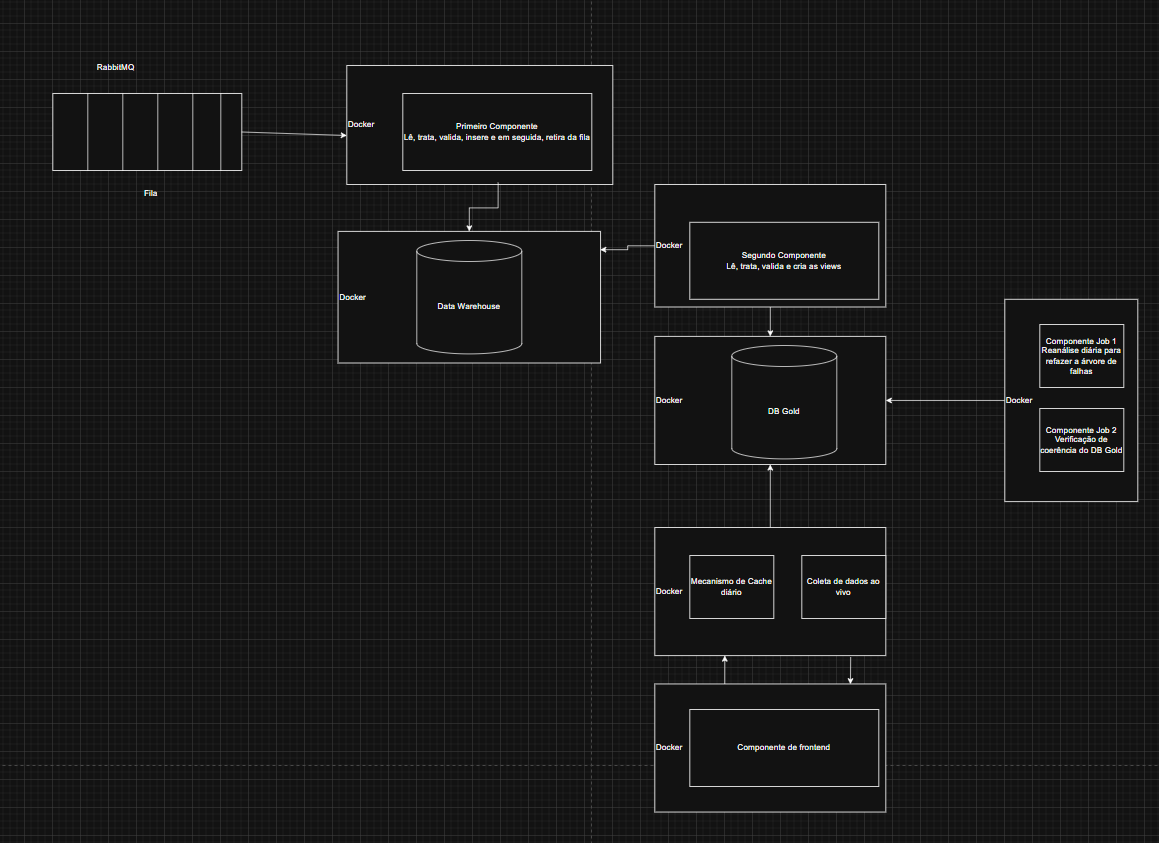 RabbitMQ
Fila
Docker
Primeiro Componente
Lê, trata, valida, insere e em seguida, retira da fila
Docker
Data Warehouse
Docker
Segundo Componente
Lê, trata, valida e cria as views
Docker
DB Gold
Docker
Componente Job 1
Reanálise diária para
refazer a árvore de
falhas
Componente Job 2
Verificação de
coerência do DB Gold
Docker
Mecanismo de Cache
diário
Coleta de dados ao
vivo
Docker
Componente de frontend